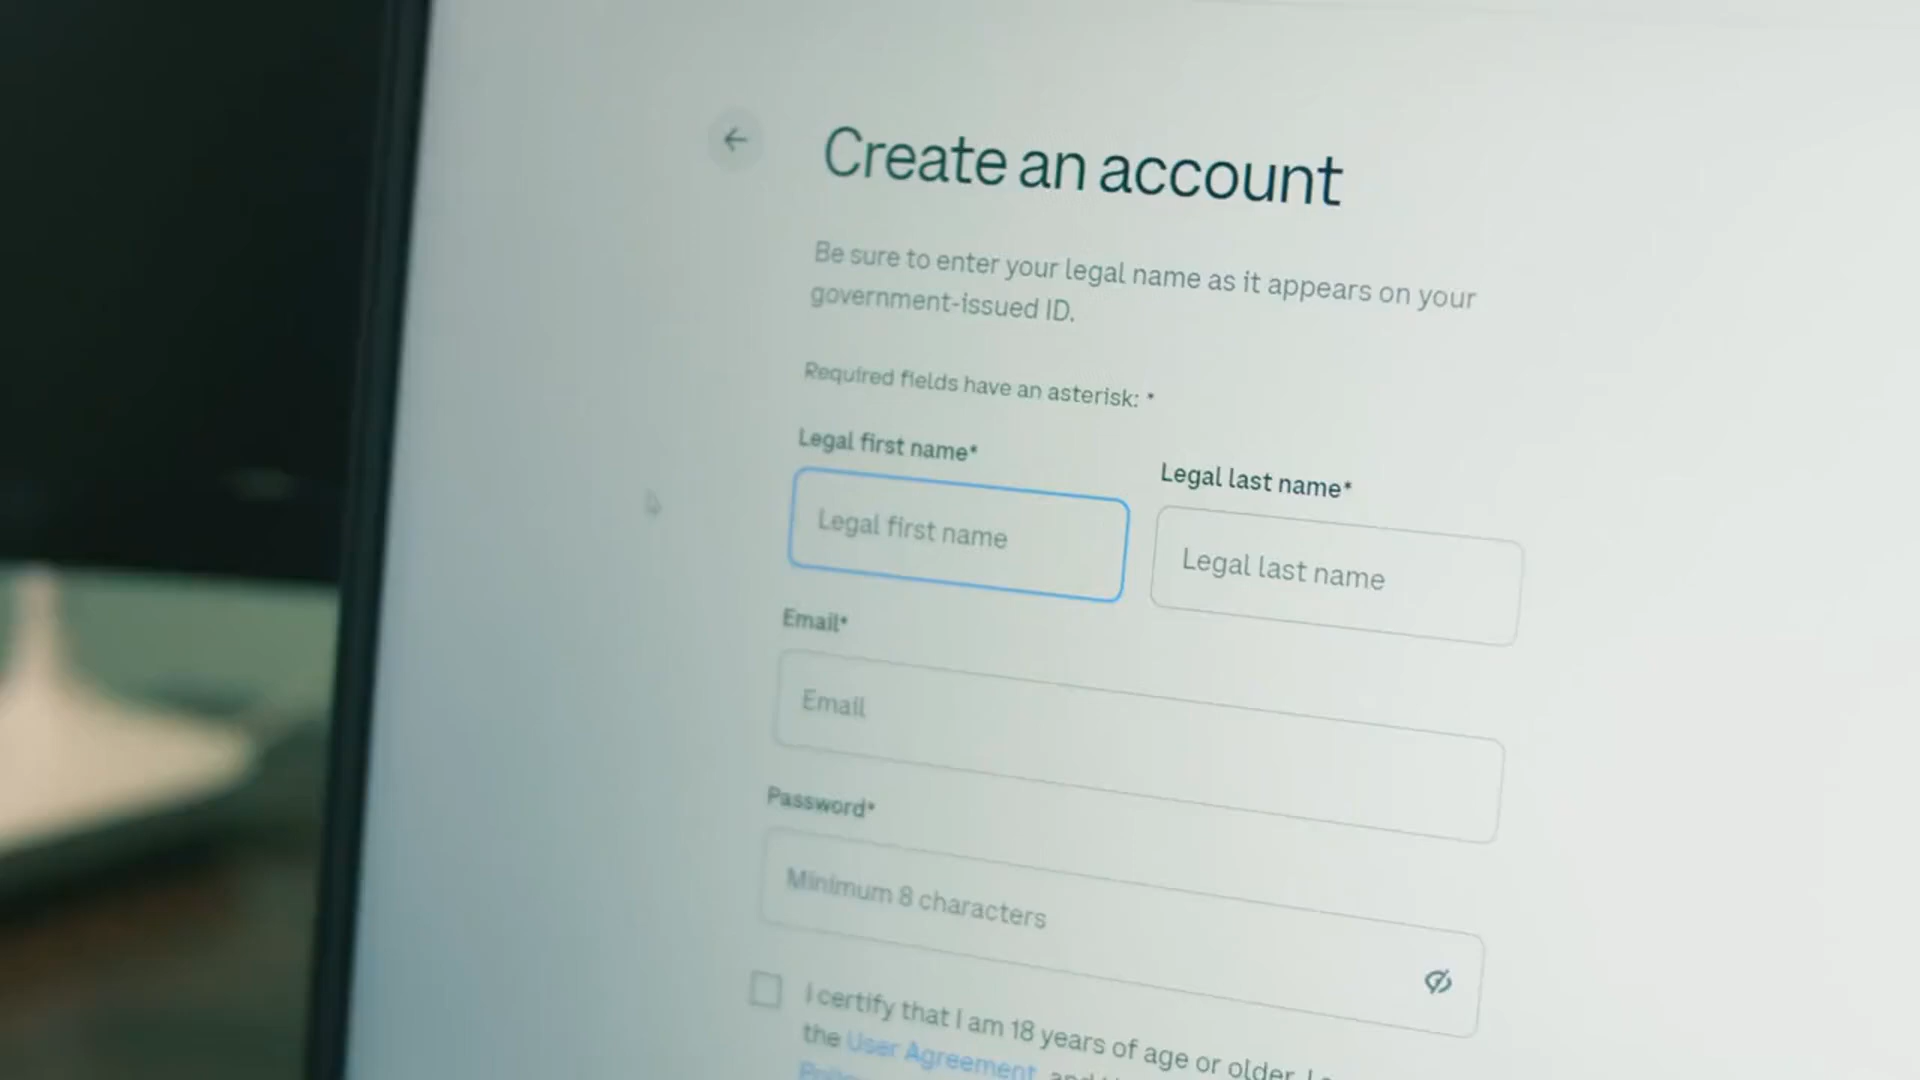 Create an account
Be sure to enter your legal name as it appears on your
government-issued ID.
Required fields have an asterisk: *
Legal first name*
Legal last name*
Legal first name
Legal last name
Email*
Email
Password*
Minimum 8 characters
I certify that I am 18 years of age or older, I
the User Agreement, and